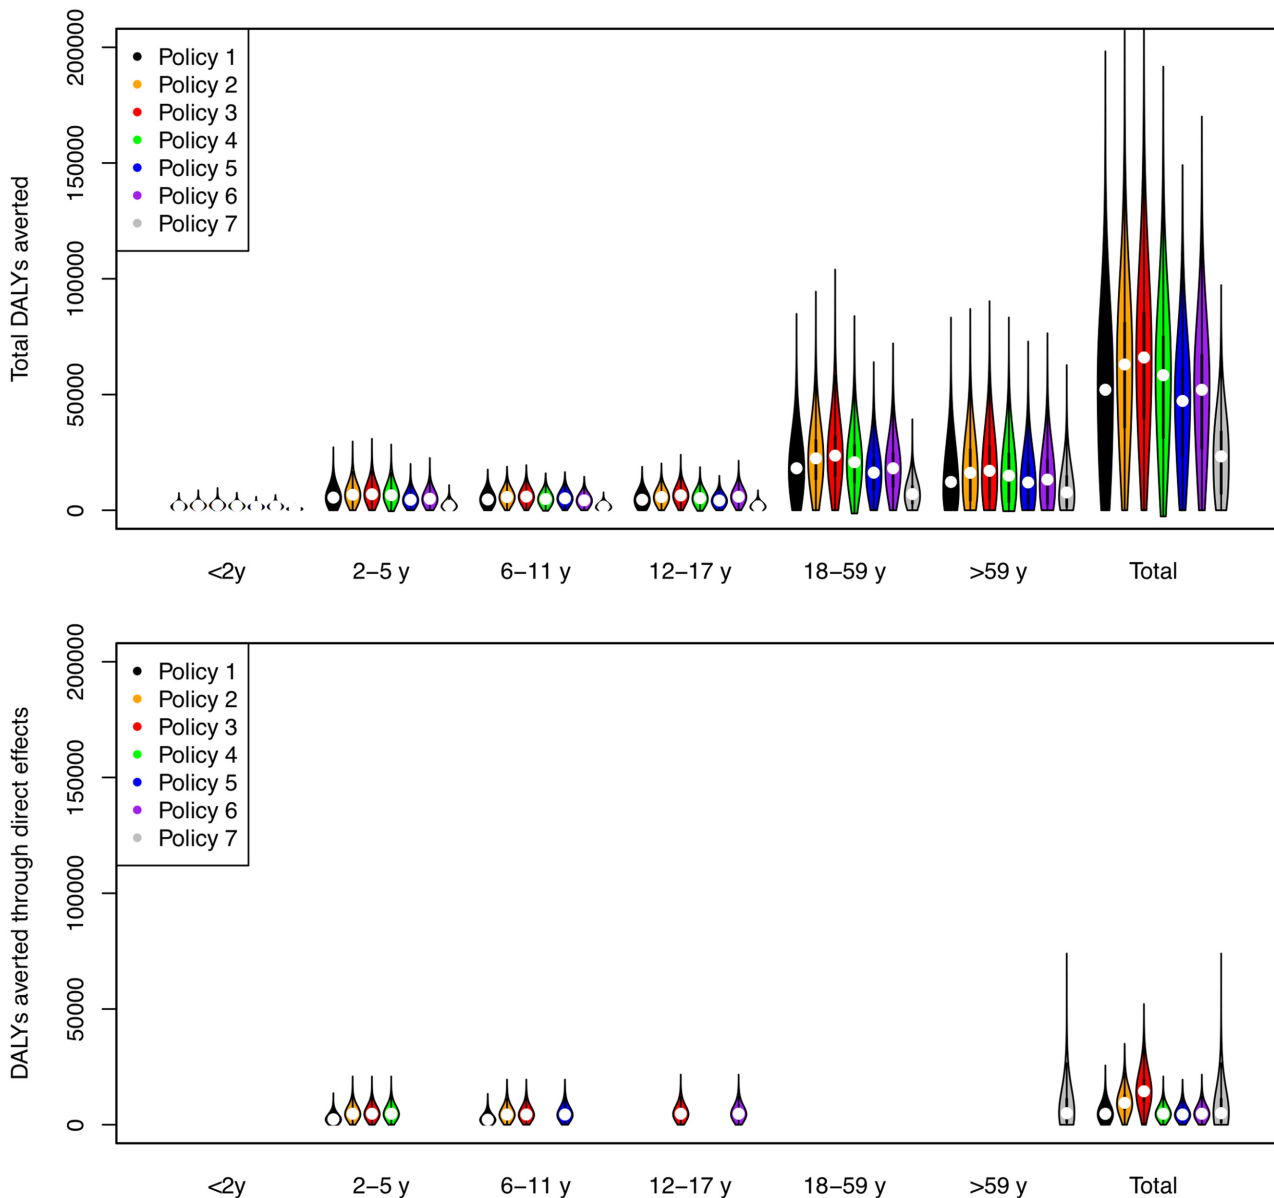 Total DALYs averted
200000
150000
100000
50000
0
Policy 1
Policy 2
Policy 3
Policy 4
Policy 5
Policy 6
Policy 7
<2y
2–5 y
6–11 y
12–17 y
18–59 y
>59 y
Total
DALYs averted through direct effects
200000
150000
100000
50000
0
Policy 1
Policy 2
Policy 3
Policy 4
Policy 5
Policy 6
Policy 7
<2y
2–5 y
6–11 y
12–17 y
18–59 y
>59 y
Total